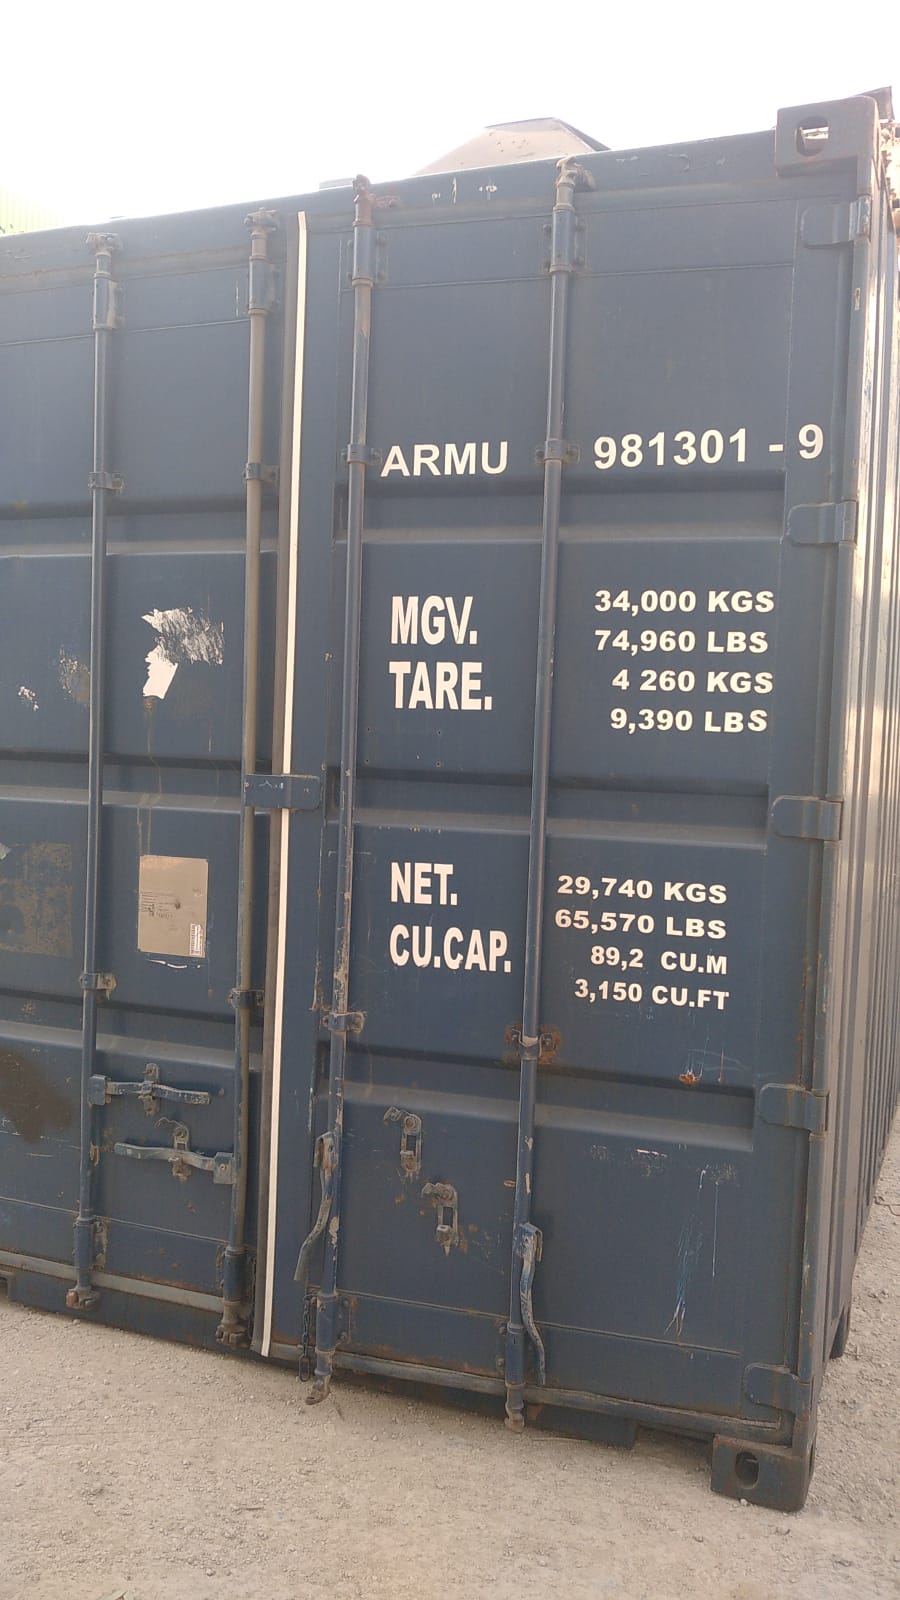 ARMU 981301 - 9
MGV. 34,000 KGS
74,960 LBS
TARE. 4 260 KGS
9,390 LBS
NET. 29,740 KGS
65,570 LBS
CU.CAP. 89,2 CU.M
3,150 CU.FT